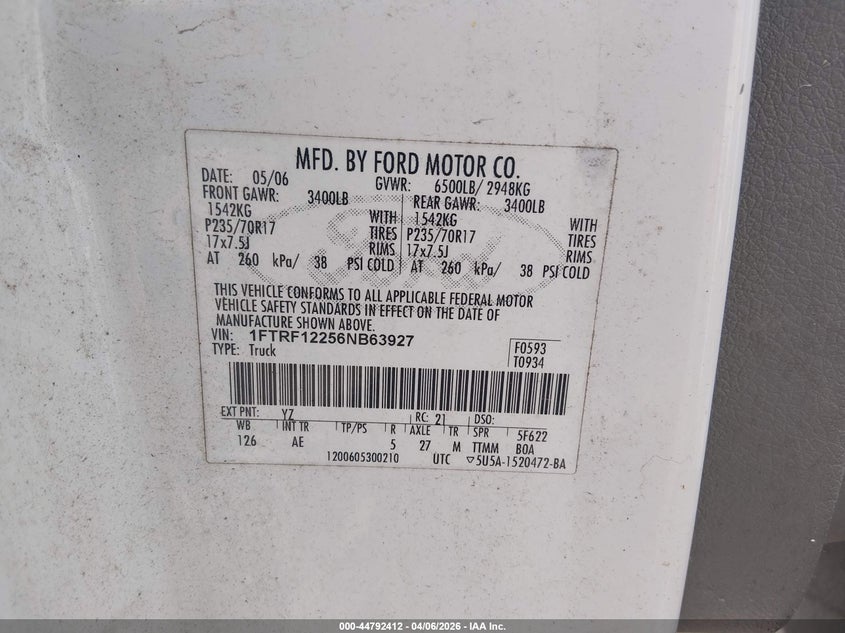 MFD. BY FORD MOTOR CO.
DATE: 05/06 GVWR: 6500LB/ 2948KG
FRONT GAWR: 3400LB REAR GAWR: 3400LB
1542KG WITH 1542KG WITH
P235/70R17 TIRES P235/70R17 TIRES
17x7.5J RIMS 17x7.5J RIMS
AT 260 kPa/ 38 PSI COLD AT 260 kPa/ 38 PSI COLD
THIS VEHICLE CONFORMS TO ALL APPLICABLE FEDERAL MOTOR
VEHICLE SAFETY STANDARDS IN EFFECT ON THE DATE OF
MANUFACTURE SHOWN ABOVE.
VIN: 1FTRF12256NB63927
TYPE: Truck
F0593
T0934
EXT PNT: YZ RC: 21 DSO:
WB INT TR TP/PS R AXLE TR SPR 5F622
126 AE 5 27 M TTMM BOA
1200605300210 UTC ▽5U5A-1520472-BA
Ford
000-44792412 - 04/06/2026 - IAA Inc.